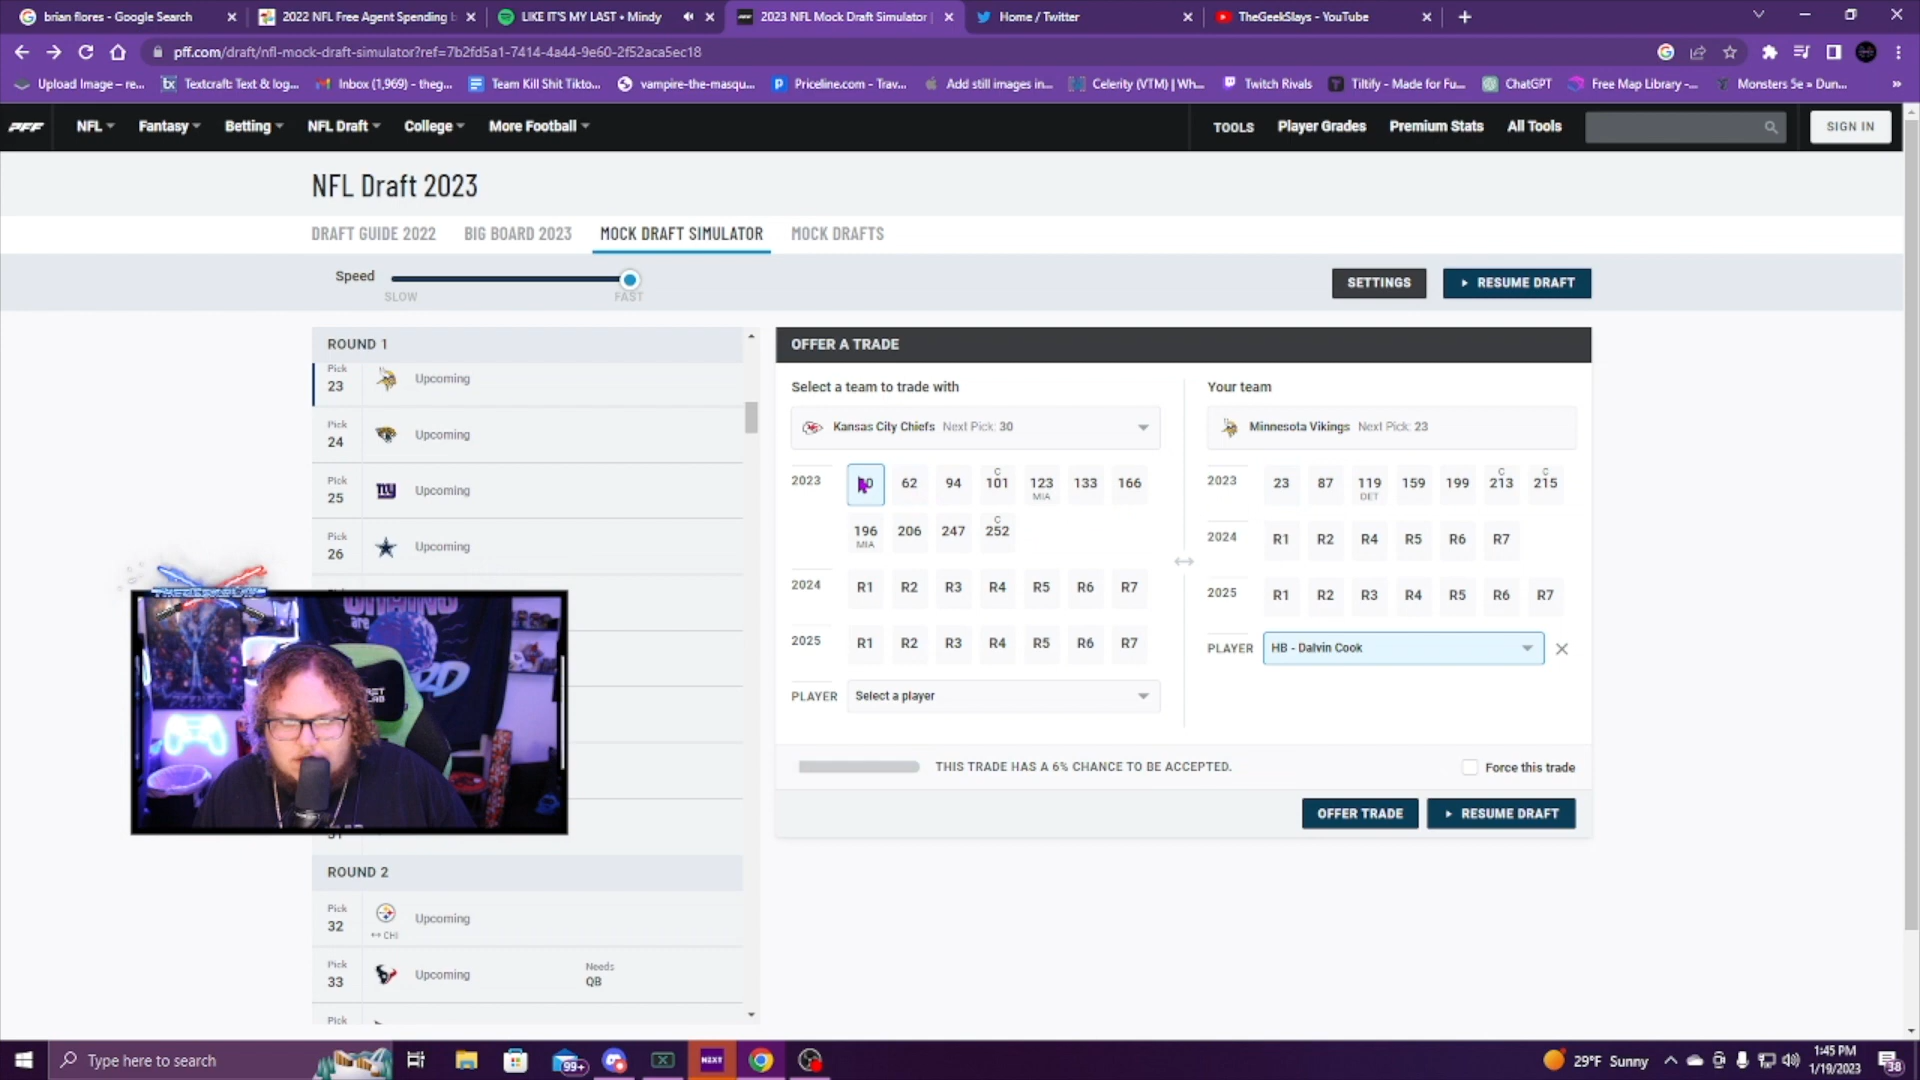 brian flores - Google Search
2022 NFL Free Agent Spending b
LIKE IT'S MY LAST • Mindy
2023 NFL Mock Draft Simulator |
Home / Twitter
TheGeekSlays - YouTube
pff.com/draft/nfl-mock-draft-simulator?ref=7b2fd5a1-7414-4a44-9e60-2f52aca5ec18
Upload Image – re...
Textcraft: Text & log...
Inbox (1,969) – theg...
Team Kill Shit Tikto...
vampire-the-masqu...
Priceline.com - Trav...
Add still images in...
Celerity (VTM) | Wh...
Twitch Rivals
Tiltify - Made for Fu...
ChatGPT
Free Map Library –...
Monsters 5e » Dun...
PFF NFL Fantasy Betting NFL Draft College More Football
TOOLS Player Grades Premium Stats All Tools SIGN IN
NFL Draft 2023
DRAFT GUIDE 2022 BIG BOARD 2023 MOCK DRAFT SIMULATOR MOCK DRAFTS
Speed
SLOW FAST
SETTINGS RESUME DRAFT
ROUND 1
Pick
23 Upcoming
Pick
24 Upcoming
Pick
25 Upcoming
Pick
26 Upcoming
ROUND 2
Pick
32 Upcoming
↔ CHI
Pick
33 Upcoming
Needs
QB
Pick
OFFER A TRADE
Select a team to trade with
Kansas City Chiefs Next Pick: 30
2023 62 94 C 101 123 MIA 133 166
196 MIA 206 247 C 252
2024 R1 R2 R3 R4 R5 R6 R7
2025 R1 R2 R3 R4 R5 R6 R7
PLAYER Select a player
Your team
Minnesota Vikings Next Pick: 23
2023 23 87 119 DET 159 199 C 213 C 215
2024 R1 R2 R4 R5 R6 R7
2025 R1 R2 R3 R4 R5 R6 R7
PLAYER HB - Dalvin Cook
THIS TRADE HAS A 6% CHANCE TO BE ACCEPTED.
Force this trade
OFFER TRADE RESUME DRAFT
Type here to search
99+
NZXT
29°F Sunny
1:45 PM
1/19/2023
38